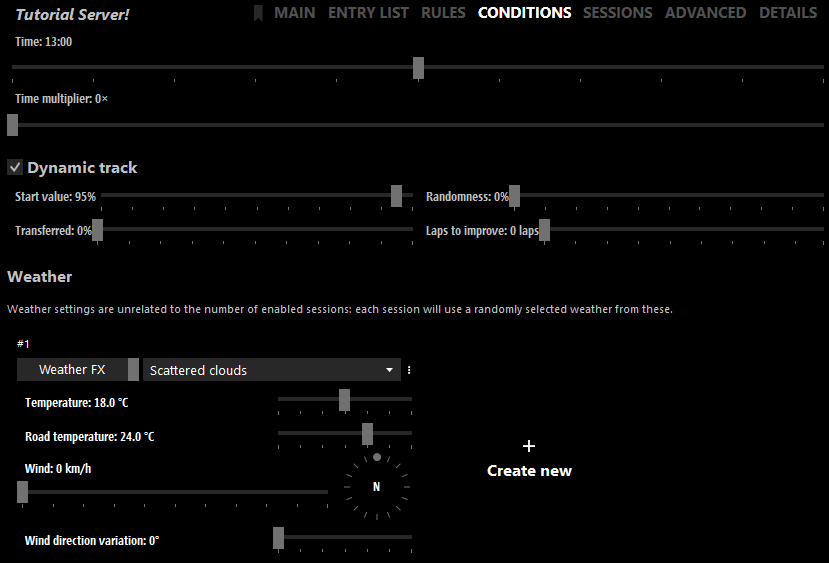 Tutorial Server!
MAIN ENTRY LIST RULES CONDITIONS SESSIONS ADVANCED DETAILS
Time: 13:00
Time multiplier: 0×
Dynamic track
Start value: 95% Randomness: 0%
Transferred: 0% Laps to improve: 0 laps
Weather
Weather settings are unrelated to the number of enabled sessions: each session will use a randomly selected weather from these.
#1
Weather FX Scattered clouds
Temperature: 18.0 °C
Road temperature: 24.0 °C
Wind: 0 km/h
N
Wind direction variation: 0°
+
Create new